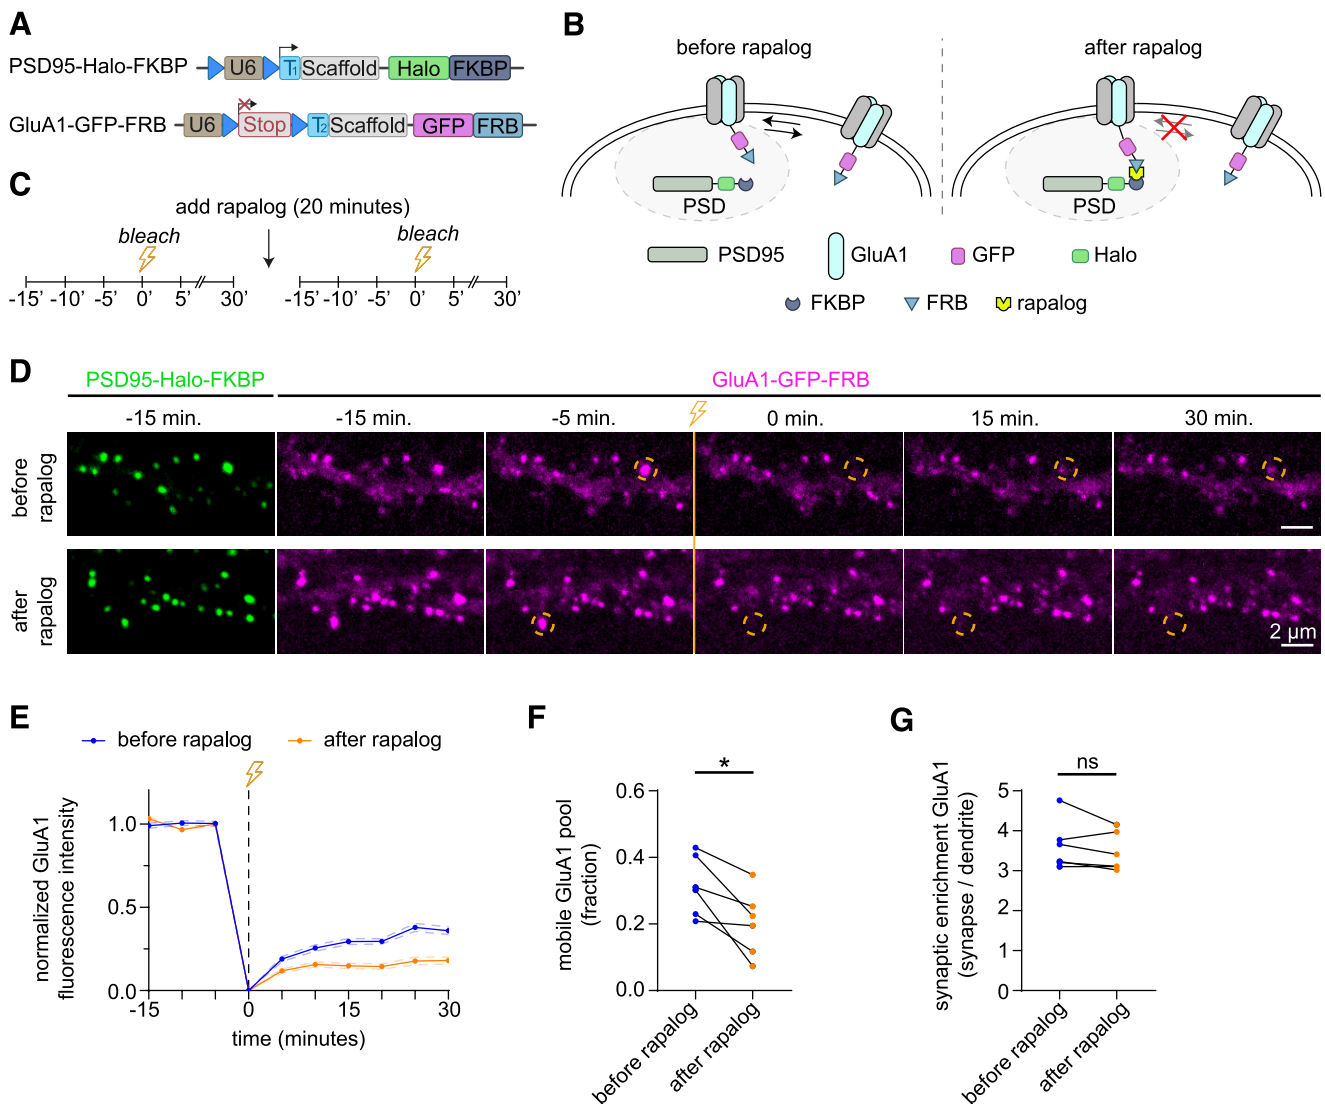 A
PSD95-Halo-FKBP U6 T1 Scaffold Halo FKBP
GluA1-GFP-FRB U6 Stop T2 Scaffold GFP FRB
B
before rapalog after rapalog
PSD PSD
PSD95 GluA1 GFP Halo
FKBP FRB rapalog
C
add rapalog (20 minutes)
bleach bleach
-15' -10' -5' 0' 5' 30' -15' -10' -5' 0' 5' 30'
D
PSD95-Halo-FKBP GluA1-GFP-FRB
-15 min. -15 min. -5 min. 0 min. 15 min. 30 min.
before
rapalog
after
rapalog
2 µm
E
before rapalog after rapalog
normalized GluA1
fluorescence intensity
1.0
0.5
0.0
-15 0 15 30
time (minutes)
F
*
mobile GluA1 pool
(fraction)
0.6
0.4
0.2
0.0
before rapalog
after rapalog
G
ns
synaptic enrichment GluA1
(synapse / dendrite)
5
4
3
2
1
0
before rapalog
after rapalog